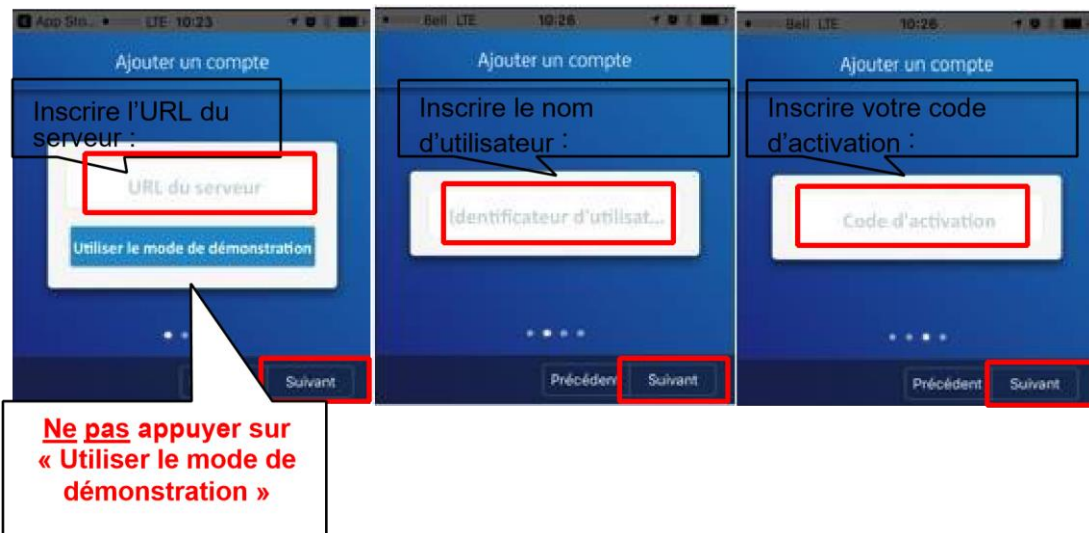 App Sto... LTE 10:23
Ajouter un compte
Inscrire l'URL du
serveur :
URL du serveur
Utiliser le mode de démonstration
Suivant
Ne pas appuyer sur
« Utiliser le mode de
démonstration »
Bell LTE 10:26
Ajouter un compte
Inscrire le nom
d'utilisateur :
Identificateur d'utilisat...
Précédent Suivant
Bell LTE 10:26
Ajouter un compte
Inscrire votre code
d'activation :
Code d'activation
Précédent Suivant